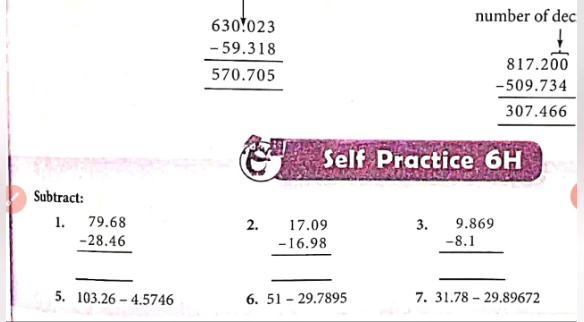 number of dec
630.023
-59.318
570.705
817.200
-509.734
307.466
Self Practice 6H
Subtract:
1. 79.68
-28.46
2. 17.09
-16.98
3. 9.869
-8.1
5. 103.26 – 4.5746
6. 51 – 29.7895
7. 31.78 – 29.89672